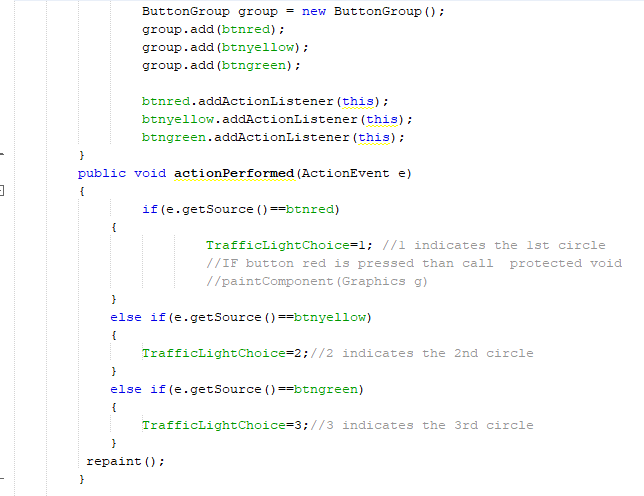 ButtonGroup group = new ButtonGroup();
group.add(btnred);
group.add(btnyellow);
group.add(btngreen);
btnred.addActionListener(this);
btnyellow.addActionListener(this);
btngreen.addActionListener(this);
}
public void actionPerformed(ActionEvent e)
{
if(e.getSource()==btnred)
{
TrafficLightChoice=1; //1 indicates the 1st circle
//IF button red is pressed than call  protected void
//paintComponent(Graphics g)
}
else if(e.getSource()==btnyellow)
{
TrafficLightChoice=2;//2 indicates the 2nd circle
}
else if(e.getSource()==btngreen)
{
TrafficLightChoice=3;//3 indicates the 3rd circle
}
repaint();
}